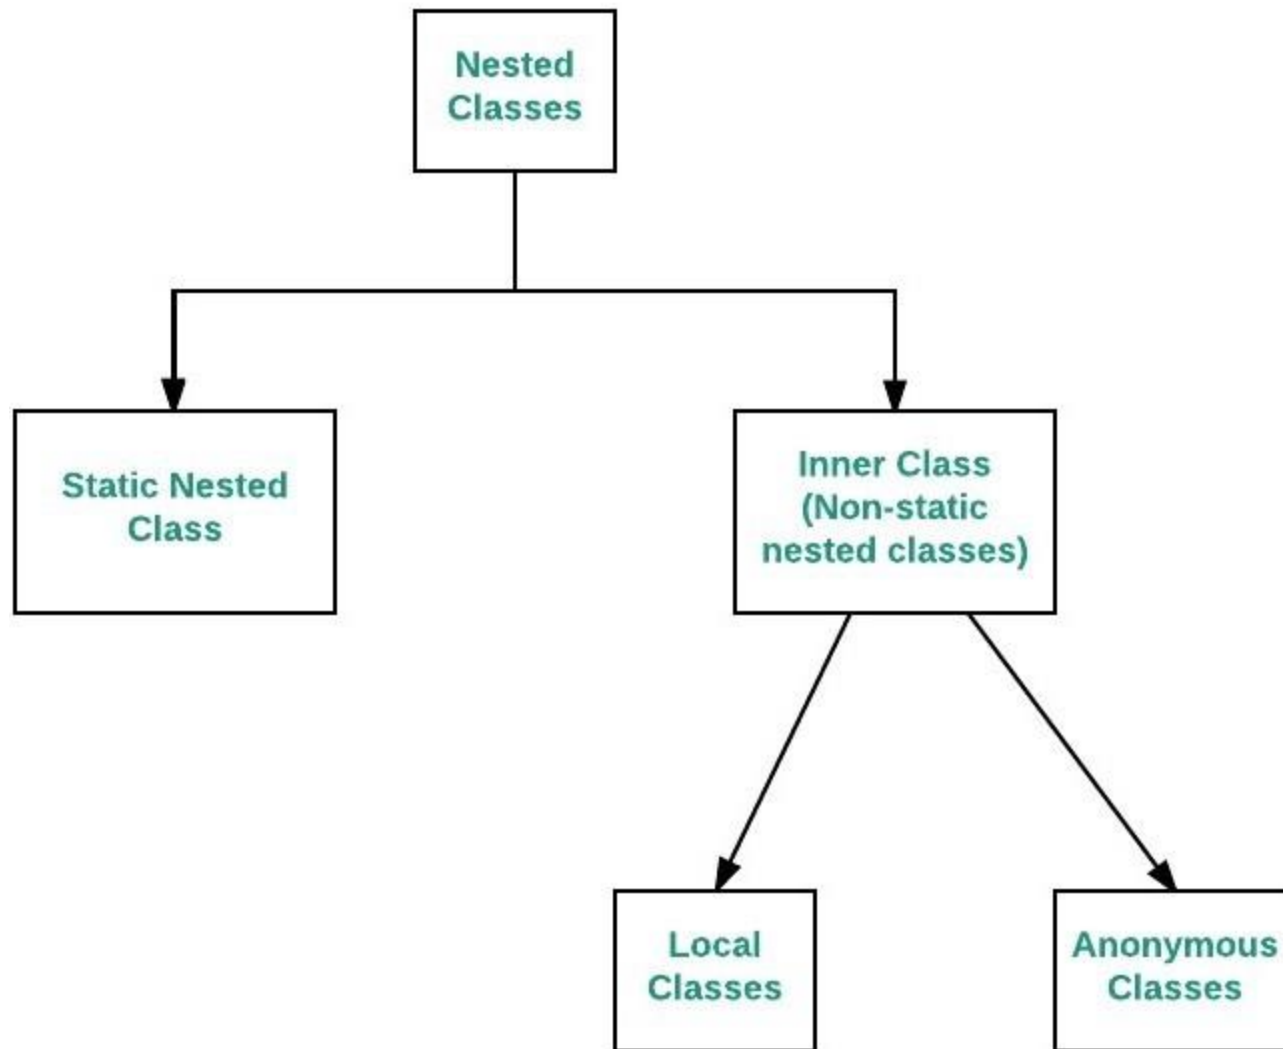 Nested
Classes
Static Nested
Class
Inner Class
(Non-static
nested classes)
Local
Classes
Anonymous
Classes